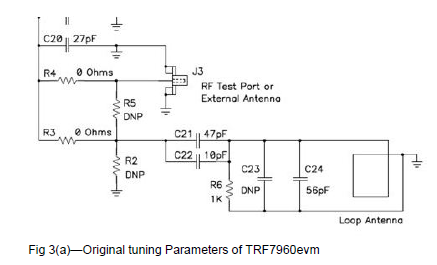 C20 27pF
R4 0 Ohms
J3
RF Test Port or
External Antenna
R5
DNP
R3 0 Ohms
C21 47pF
C22 10pF
R2
DNP
C23
DNP
C24
56pF
R6
1K
Loop Antenna
Fig 3(a)—Original tuning Parameters of TRF7960evm